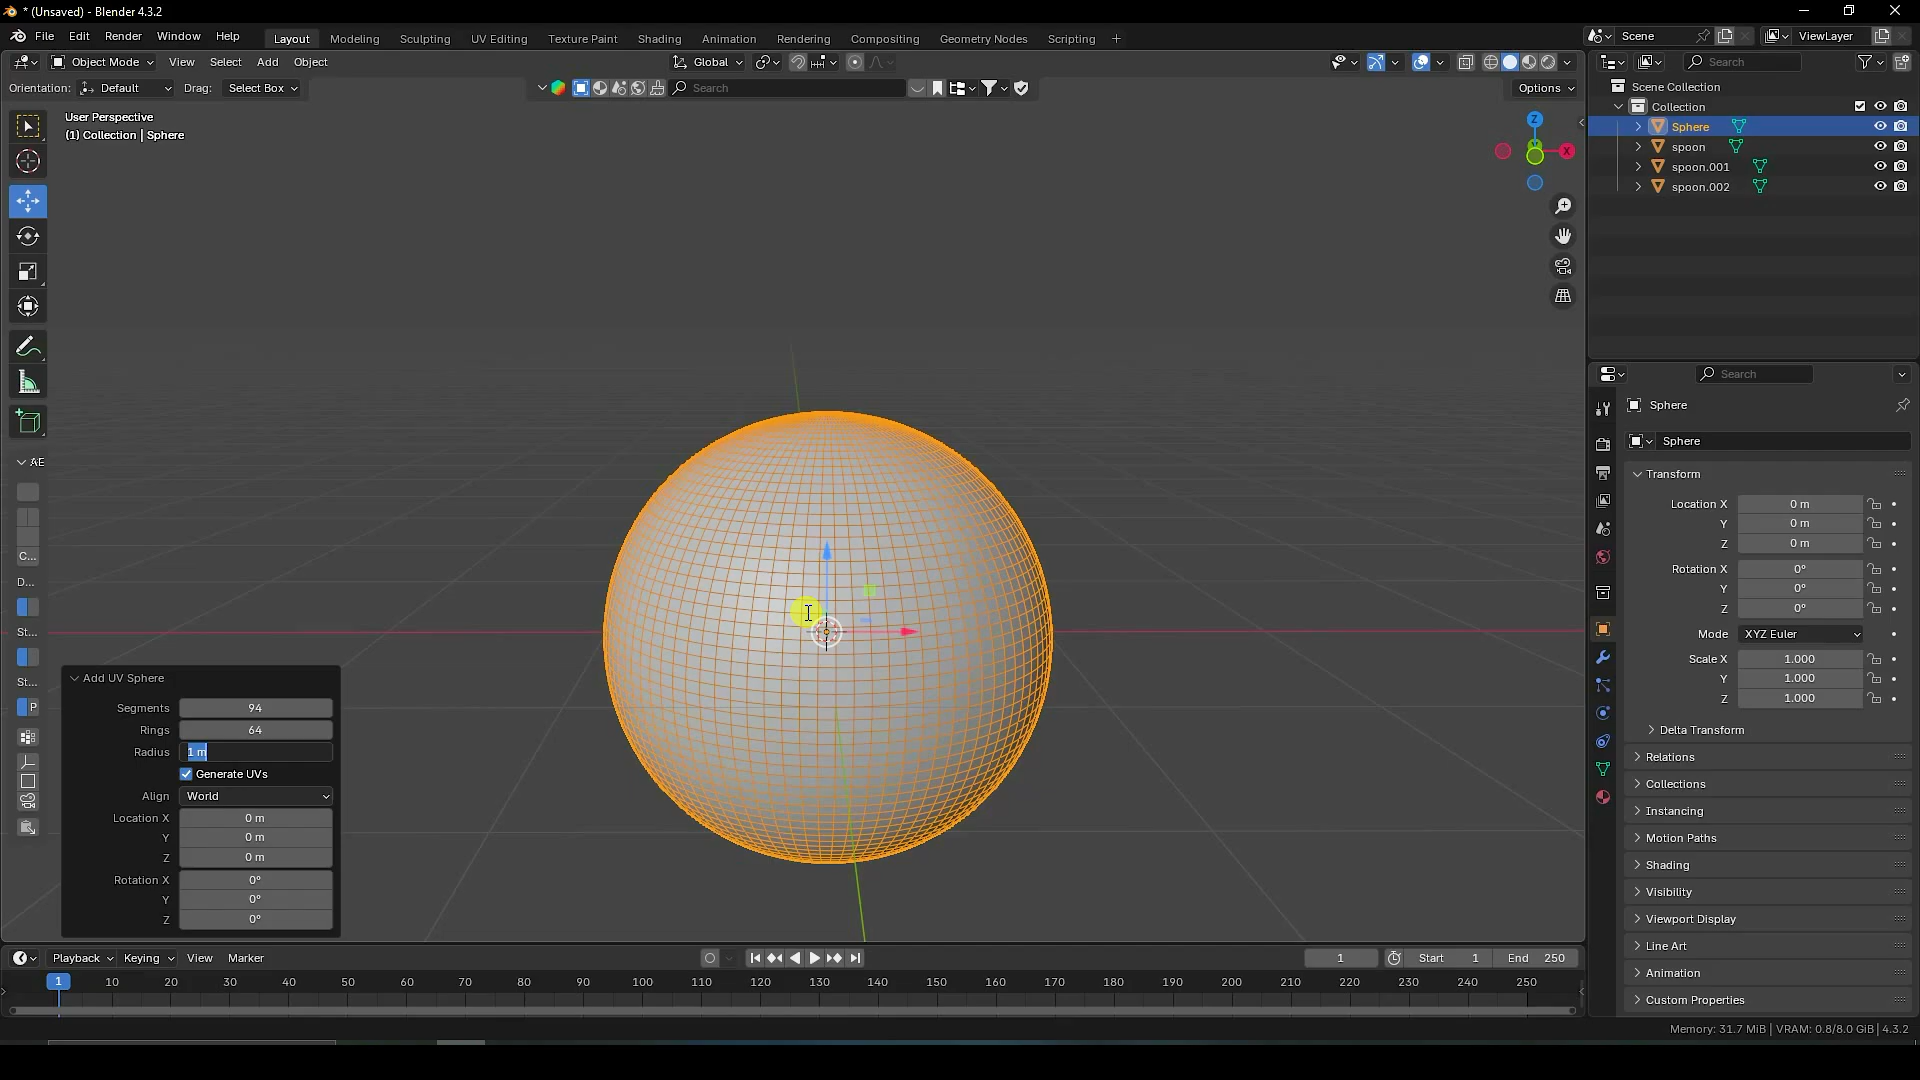 * (Unsaved) - Blender 4.3.2
File Edit Render Window Help
Layout Modeling Sculpting UV Editing Texture Paint Shading Animation Rendering Compositing Geometry Nodes Scripting +
Scene ViewLayer
Object Mode View Select Add Object Global
Search
Orientation: Default Drag: Select Box Search Options
User Perspective
(1) Collection | Sphere
Z
X
Scene Collection
Collection
Sphere
spoon
spoon.001
spoon.002
Search
Sphere
Sphere
Transform
Location X 0 m
Y 0 m
Z 0 m
Rotation X 0°
Y 0°
Z 0°
Mode XYZ Euler
Scale X 1.000
Y 1.000
Z 1.000
Delta Transform
Relations
Collections
Instancing
Motion Paths
Shading
Visibility
Viewport Display
Line Art
Animation
Custom Properties
AE
C...
D...
St...
St...
P
Add UV Sphere
Segments 94
Rings 64
Radius 1 m
Generate UVs
Align World
Location X 0 m
Y 0 m
Z 0 m
Rotation X 0°
Y 0°
Z 0°
Playback Keying View Marker 1 Start 1 End 250
1 10 20 30 40 50 60 70 80 90 100 110 120 130 140 150 160 170 180 190 200 210 220 230 240 250
Memory: 31.7 MiB | VRAM: 0.8/8.0 GiB | 4.3.2